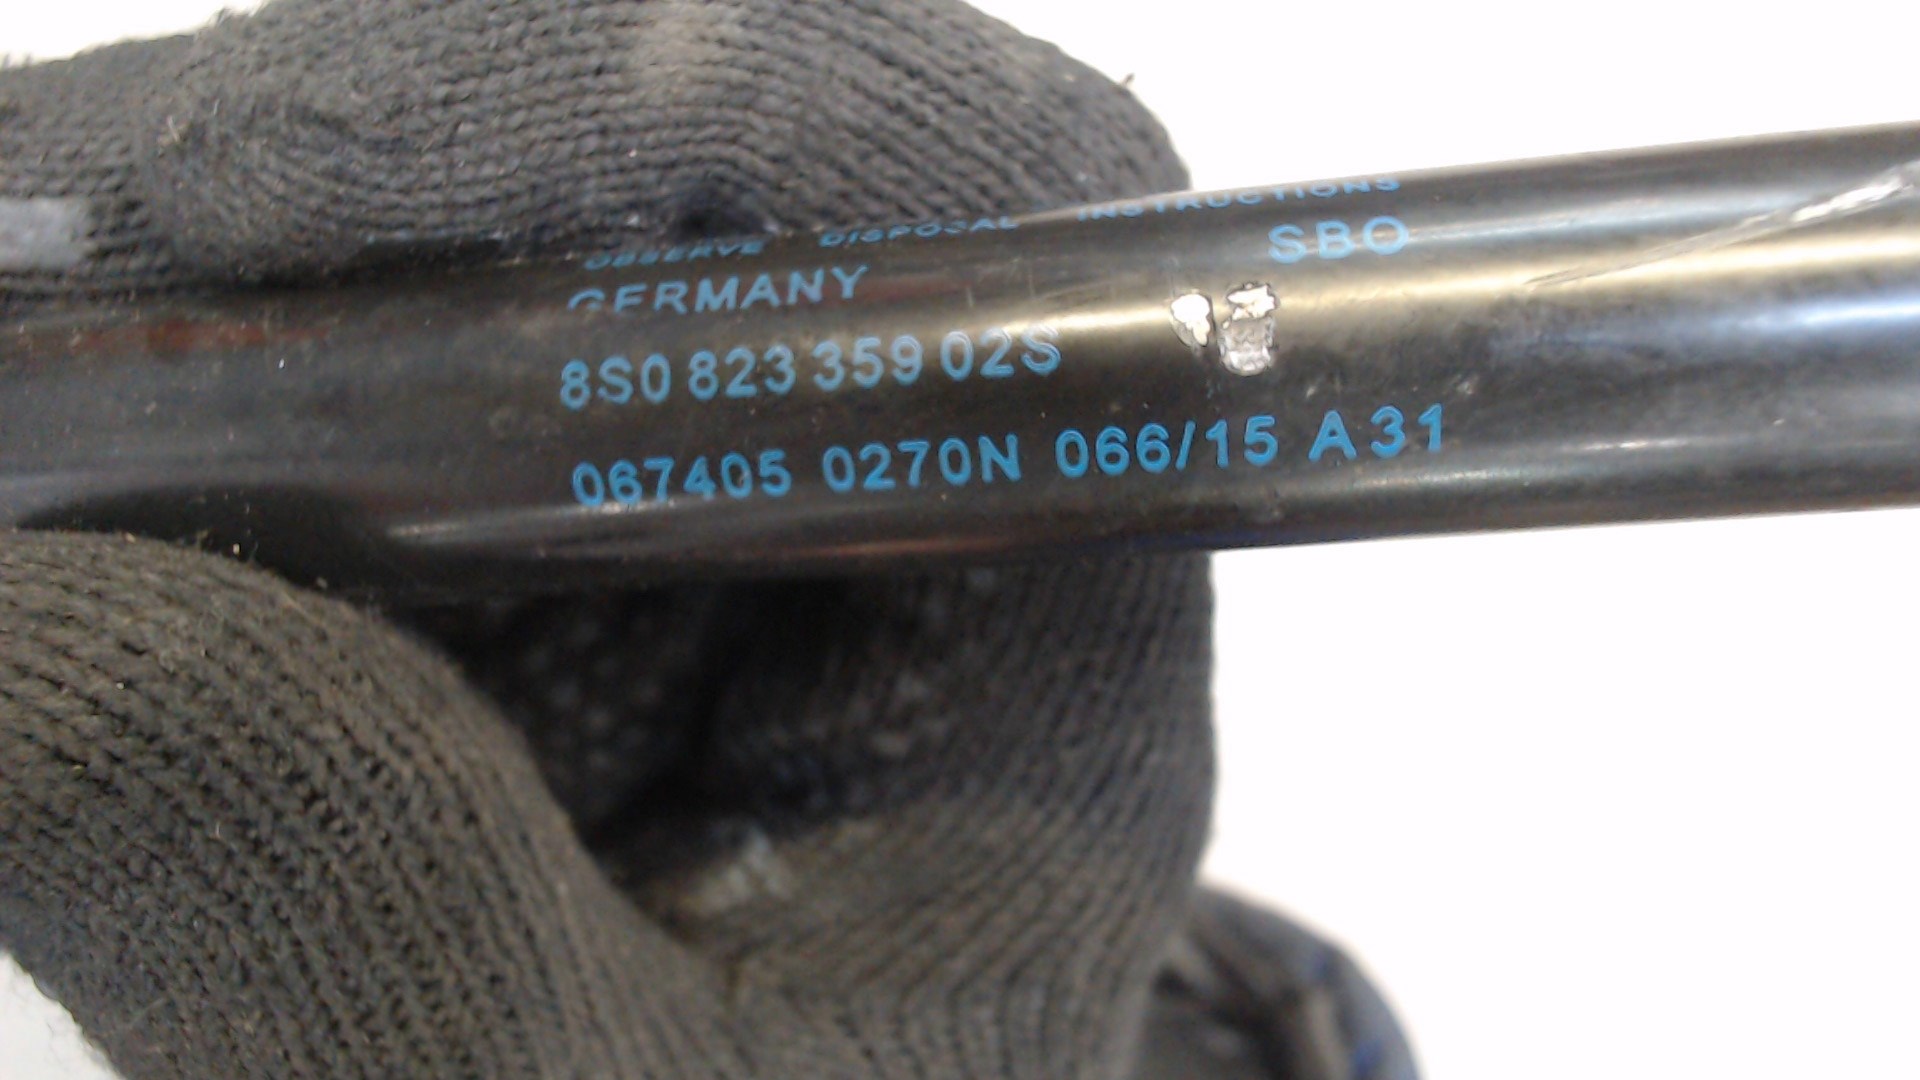 OBSERVE DISPOSAL INSTRUCTIONS
GERMANY SBO
8S0 823 359 02S
067405 0270N 066/15 A31